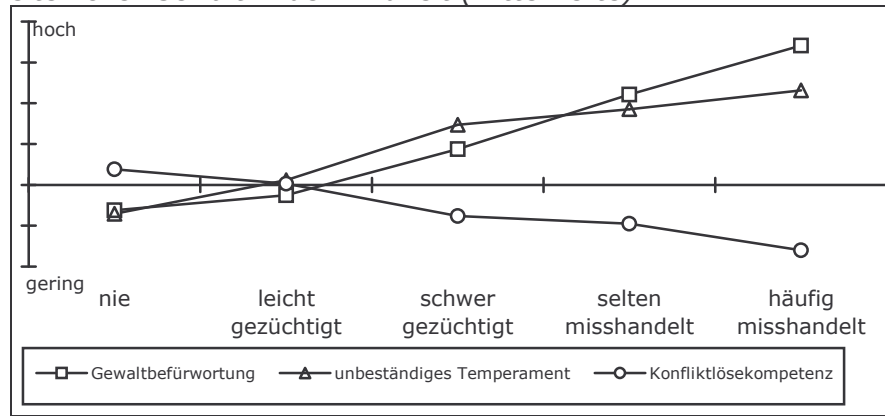 hoch
gering
nie
leicht
gezüchtigt
schwer
gezüchtigt
selten
misshandelt
häufig
misshandelt
Gewaltbefürwortung
unbeständiges Temperament
Konfliktlösekompetenz